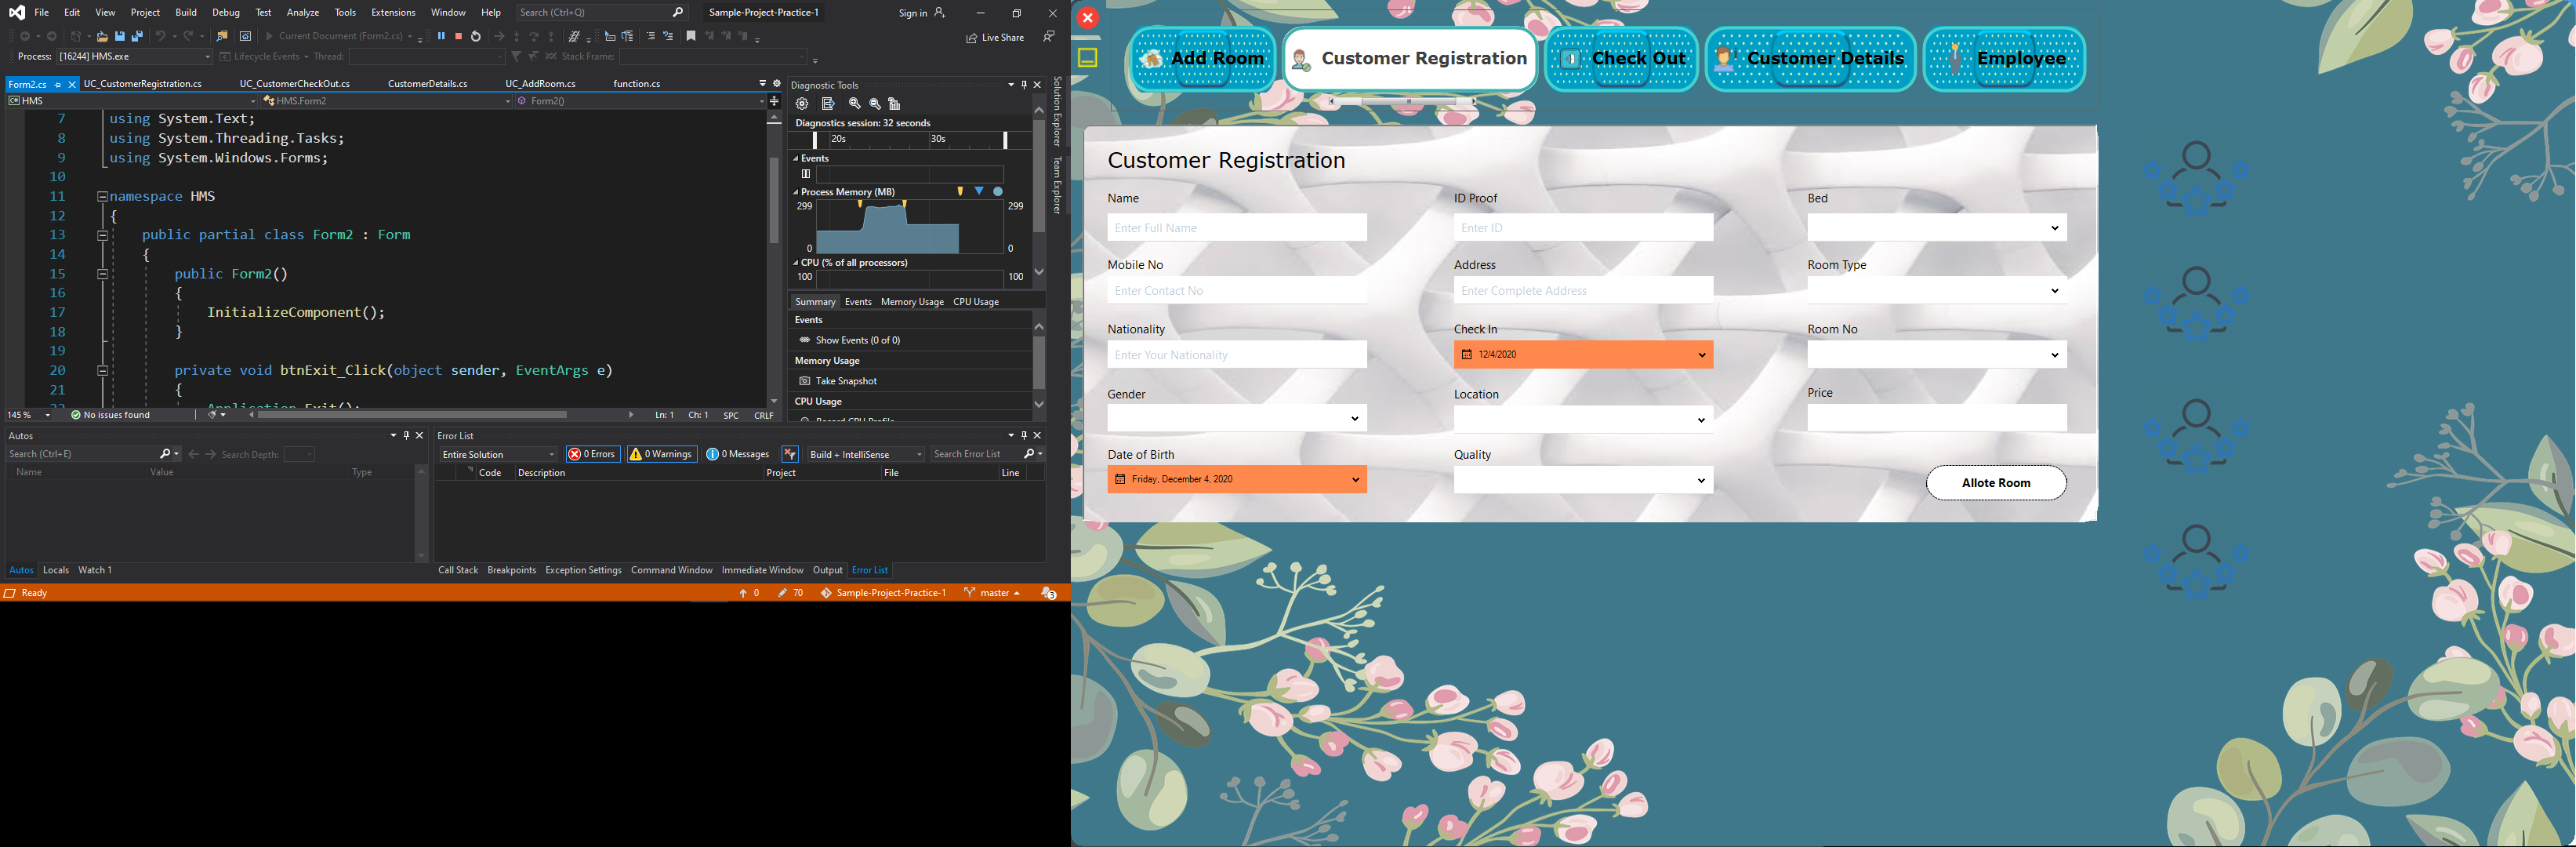 File Edit View Project Build Debug Test Analyze Tools Extensions Window Help Search (Ctrl+Q) Sample-Project-Practice-1 Sign in
Current Document (Form2.cs) Live Share
Process: [16244] HMS.exe Lifecycle Events Thread: Stack Frame:
Form2.cs UC_CustomerRegistration.cs UC_CustomerCheckOut.cs CustomerDetails.cs UC_AddRoom.cs function.cs
HMS HMS.Form2 Form2()
7 using System.Text;
8 using System.Threading.Tasks;
9 using System.Windows.Forms;
10
11 namespace HMS
12 {
13 public partial class Form2 : Form
14 {
15 public Form2()
16 {
17 InitializeComponent();
18 }
19
20 private void btnExit_Click(object sender, EventArgs e)
21 {
22 Application.Exit();
145 % No issues found Ln: 1 Ch: 1 SPC CRLF
Diagnostic Tools
Diagnostics session: 32 seconds
20s 30s
Events
Process Memory (MB)
299 299
0 0
CPU (% of all processors)
100 100
Summary Events Memory Usage CPU Usage
Events
Show Events (0 of 0)
Memory Usage
Take Snapshot
CPU Usage
Record CPU Profile
Solution Explorer
Team Explorer
Autos
Search (Ctrl+E) Search Depth:
Name Value Type
Autos Locals Watch 1
Error List
Entire Solution 0 Errors 0 Warnings 0 Messages Build + IntelliSense Search Error List
Code Description Project File Line
Call Stack Breakpoints Exception Settings Command Window Immediate Window Output Error List
Ready 0 70 Sample-Project-Practice-1 master 3
Add Room Customer Registration Check Out Customer Details Employee
Customer Registration
Name ID Proof Bed
Enter Full Name Enter ID
Mobile No Address Room Type
Enter Contact No Enter Complete Address
Nationality Check In Room No
Enter Your Nationality 12/4/2020
Gender Location Price
Date of Birth Quality
Friday, December 4, 2020 Allote Room